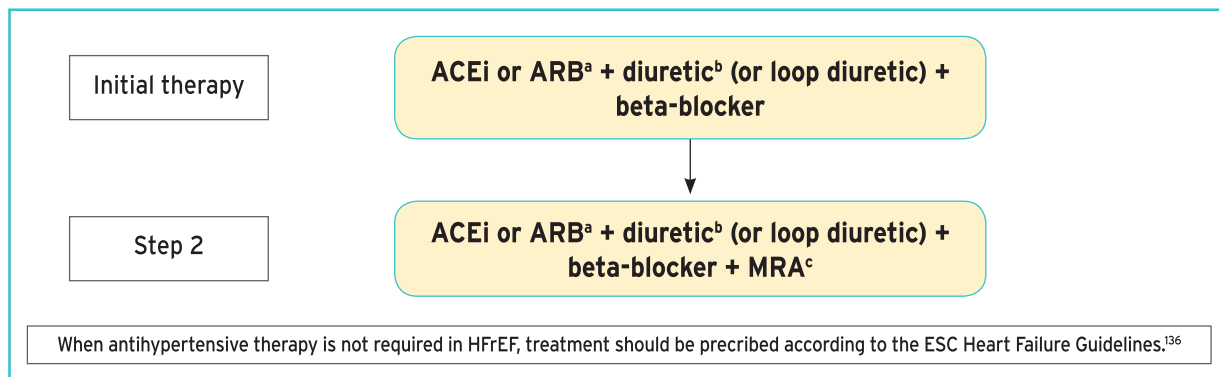 Initial therapy
ACEi or ARBᵃ + diureticᵇ (or loop diuretic) +
beta-blocker
Step 2
ACEi or ARBᵃ + diureticᵇ (or loop diuretic) +
beta-blocker + MRAᶜ
When antihypertensive therapy is not required in HFrEF, treatment should be precribed according to the ESC Heart Failure Guidelines.¹³⁶